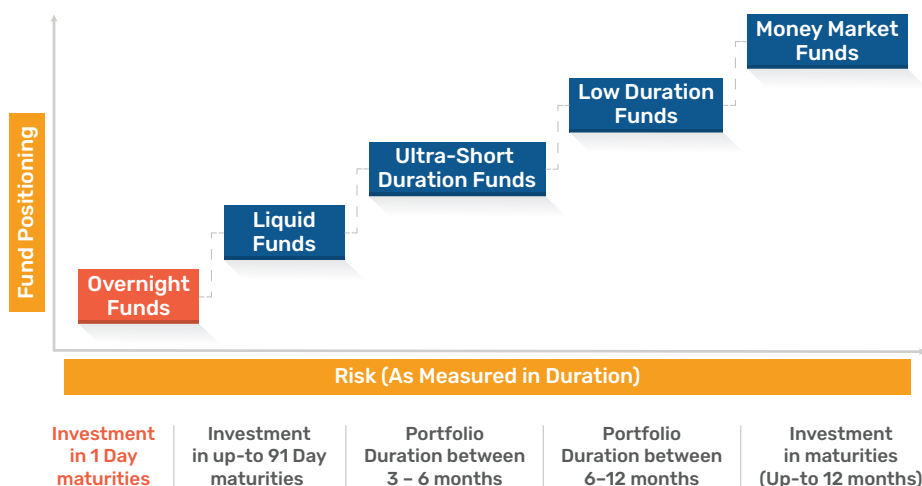 Money Market
Funds
Low Duration
Funds
Ultra-Short
Duration Funds
Liquid
Funds
Overnight
Funds
Fund Positioning
Risk (As Measured in Duration)
Investment
in 1 Day
maturities
Investment
in up-to 91 Day
maturities
Portfolio
Duration between
3 – 6 months
Portfolio
Duration between
6–12 months
Investment
in maturities
(Up-to 12 months)